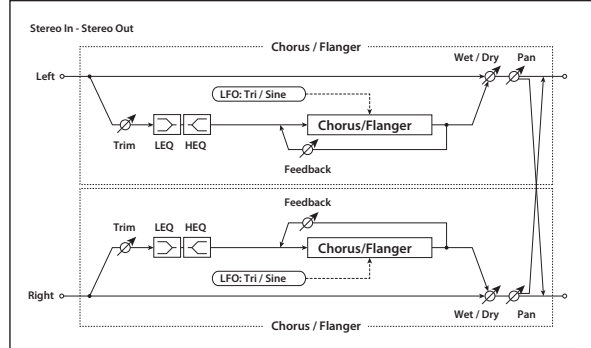 Stereo In - Stereo Out
Chorus / Flanger
Wet / Dry Pan
Left
LFO: Tri / Sine
Chorus/Flanger
Trim LEQ HEQ
Feedback
Feedback
Trim LEQ HEQ
Chorus/Flanger
LFO: Tri / Sine
Right
Wet / Dry Pan
Chorus / Flanger